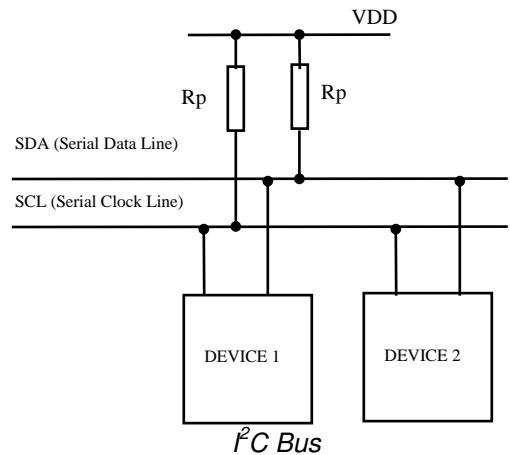 VDD
Rp
Rp
SDA (Serial Data Line)
SCL (Serial Clock Line)
DEVICE 1
DEVICE 2
I²C Bus